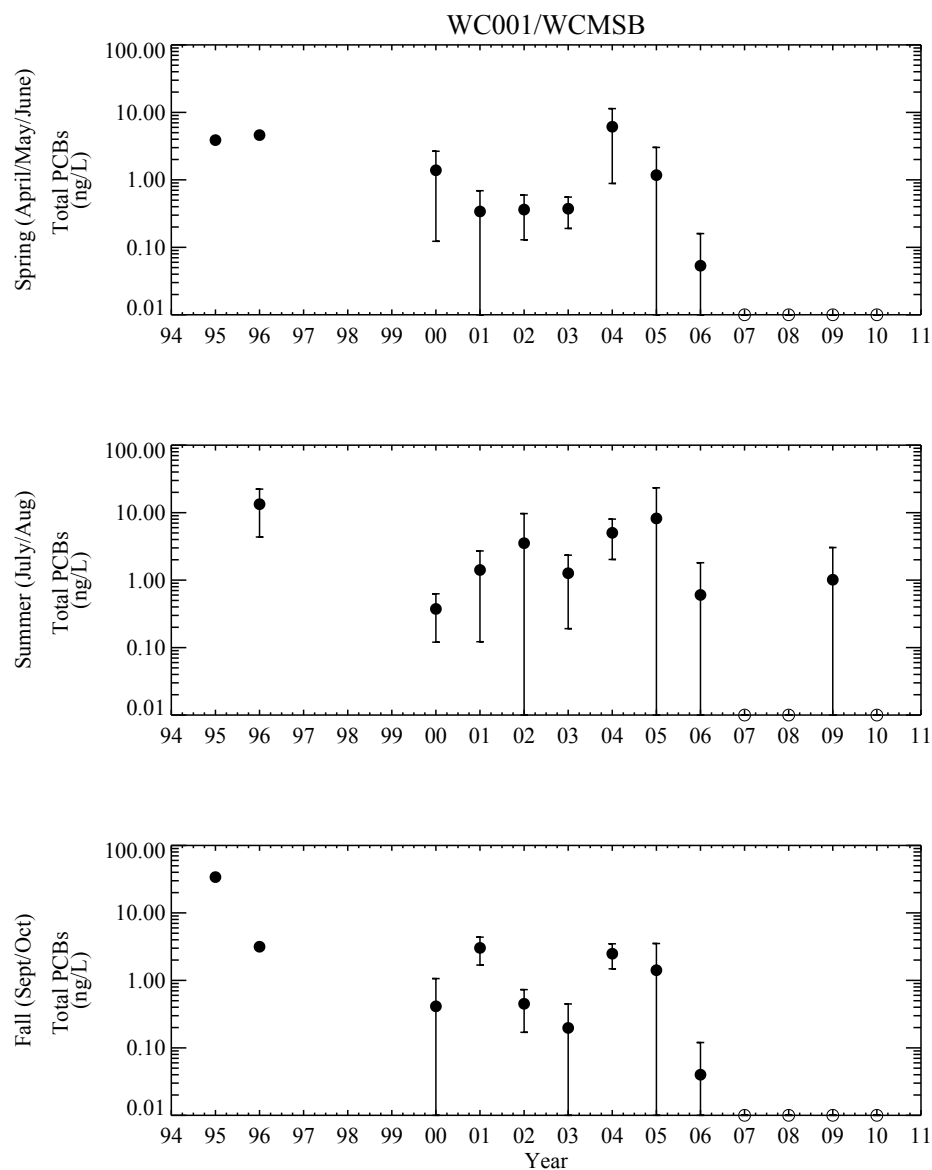 WC001/WCMSB
Spring (April/May/June)
Total PCBs
(ng/L)
100.00
10.00
1.00
0.10
0.01
94 95 96 97 98 99 00 01 02 03 04 05 06 07 08 09 10 11
Summer (July/Aug)
Total PCBs
(ng/L)
100.00
10.00
1.00
0.10
0.01
94 95 96 97 98 99 00 01 02 03 04 05 06 07 08 09 10 11
Fall (Sept/Oct)
Total PCBs
(ng/L)
100.00
10.00
1.00
0.10
0.01
94 95 96 97 98 99 00 01 02 03 04 05 06 07 08 09 10 11
Year